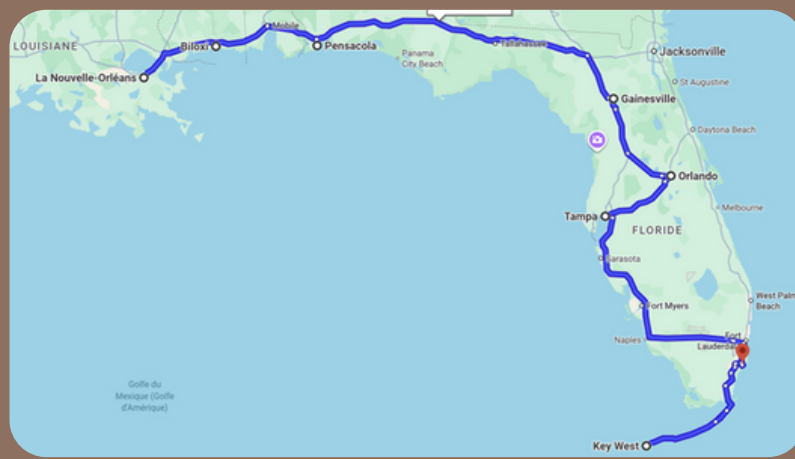 LOUISIANE
Biloxi
Mobile
Pensacola
Tallahassee
Jacksonville
La Nouvelle-Orléans
Panama
City Beach
St Augustine
Gainesville
Daytona Beach
Orlando
Tampa
Melbourne
FLORIDE
Sarasota
West Palm
Beach
Fort Myers
Naples
Fort
Lauderdale
Golfe du
Mexique (Golfe
d'Amérique)
Key West